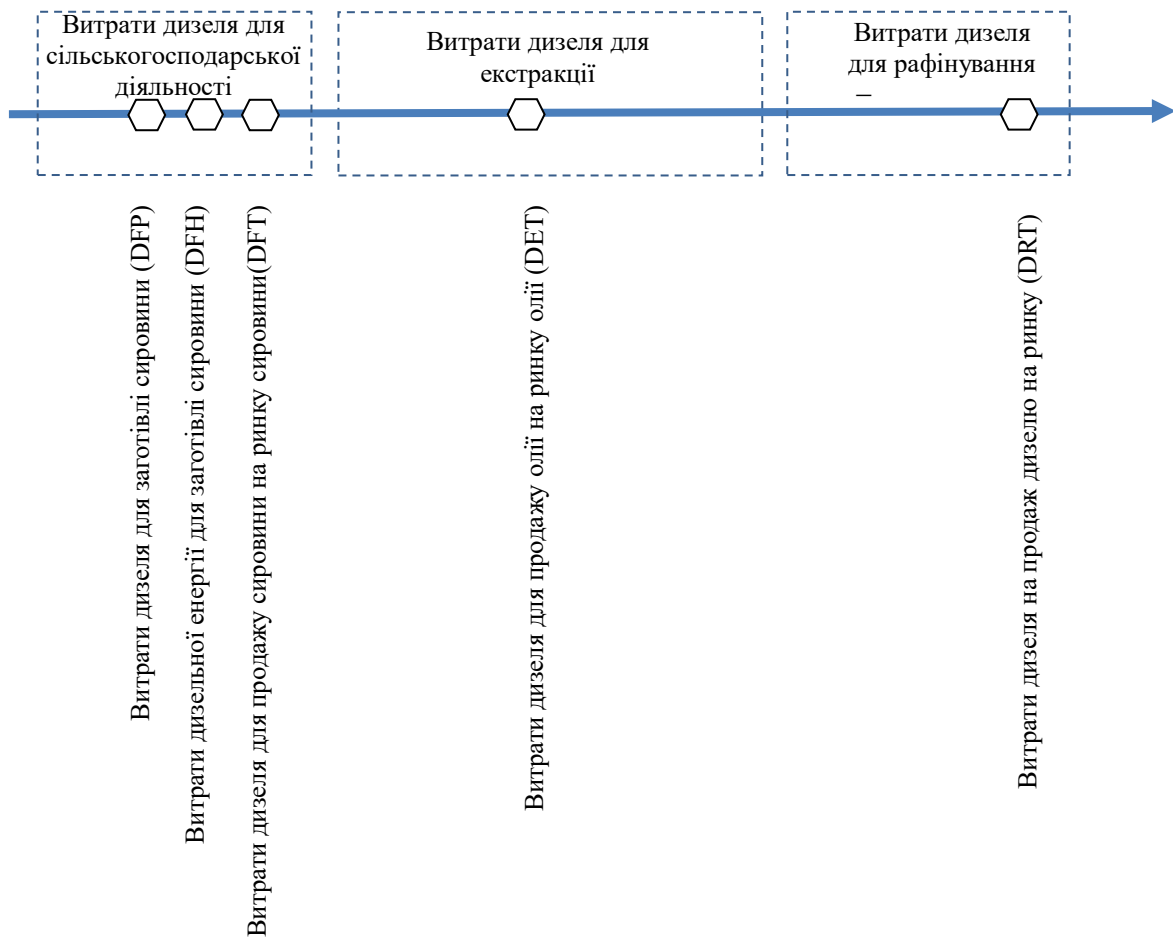 Витрати дизеля для
сільськогосподарської
діяльності
Витрати дизеля для
екстракції
Витрати дизеля
для рафінування
–
Витрати дизеля для заготівлі сировини (DFP)
Витрати дизельної енергії для заготівлі сировини (DFH)
Витрати дизеля для продажу сировини на ринку сировини(DFT)
Витрати дизеля для продажу олії на ринку олії (DET)
Витрати дизеля на продаж дизелю на ринку (DRT)